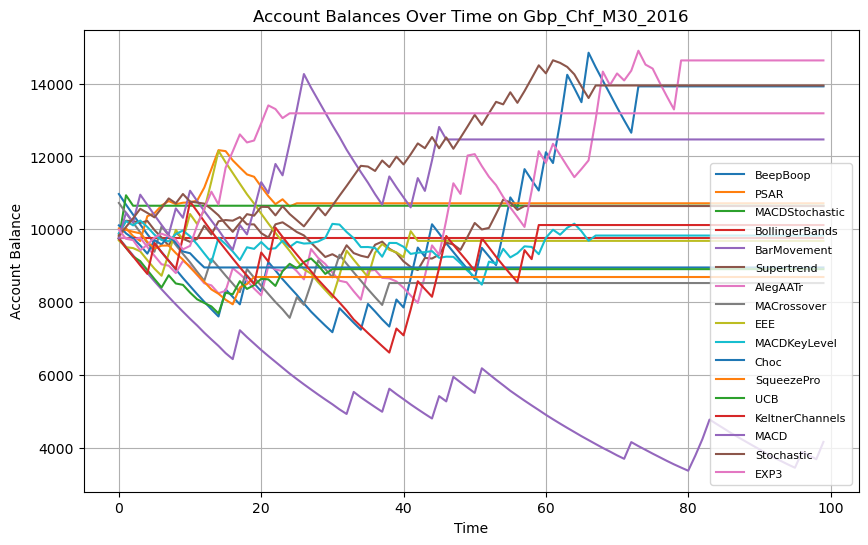 Account Balances Over Time on Gbp_Chf_M30_2016
Account Balance
14000
12000
10000
8000
6000
4000
0
20
40
60
80
100
Time
BeepBoop
PSAR
MACDStochastic
BollingerBands
BarMovement
Supertrend
AlegAATr
MACrossover
EEE
MACDKeyLevel
Choc
SqueezePro
UCB
KeltnerChannels
MACD
Stochastic
EXP3